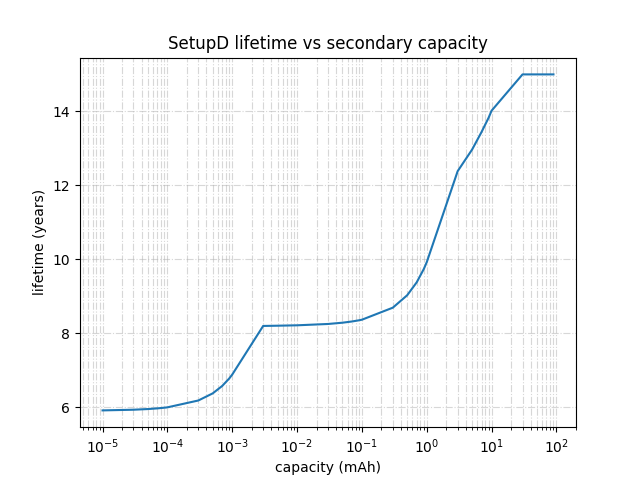 SetupD lifetime vs secondary capacity
lifetime (years)
14
12
10
8
6
10⁻⁵ 10⁻⁴ 10⁻³ 10⁻² 10⁻¹ 10⁰ 10¹ 10²
capacity (mAh)